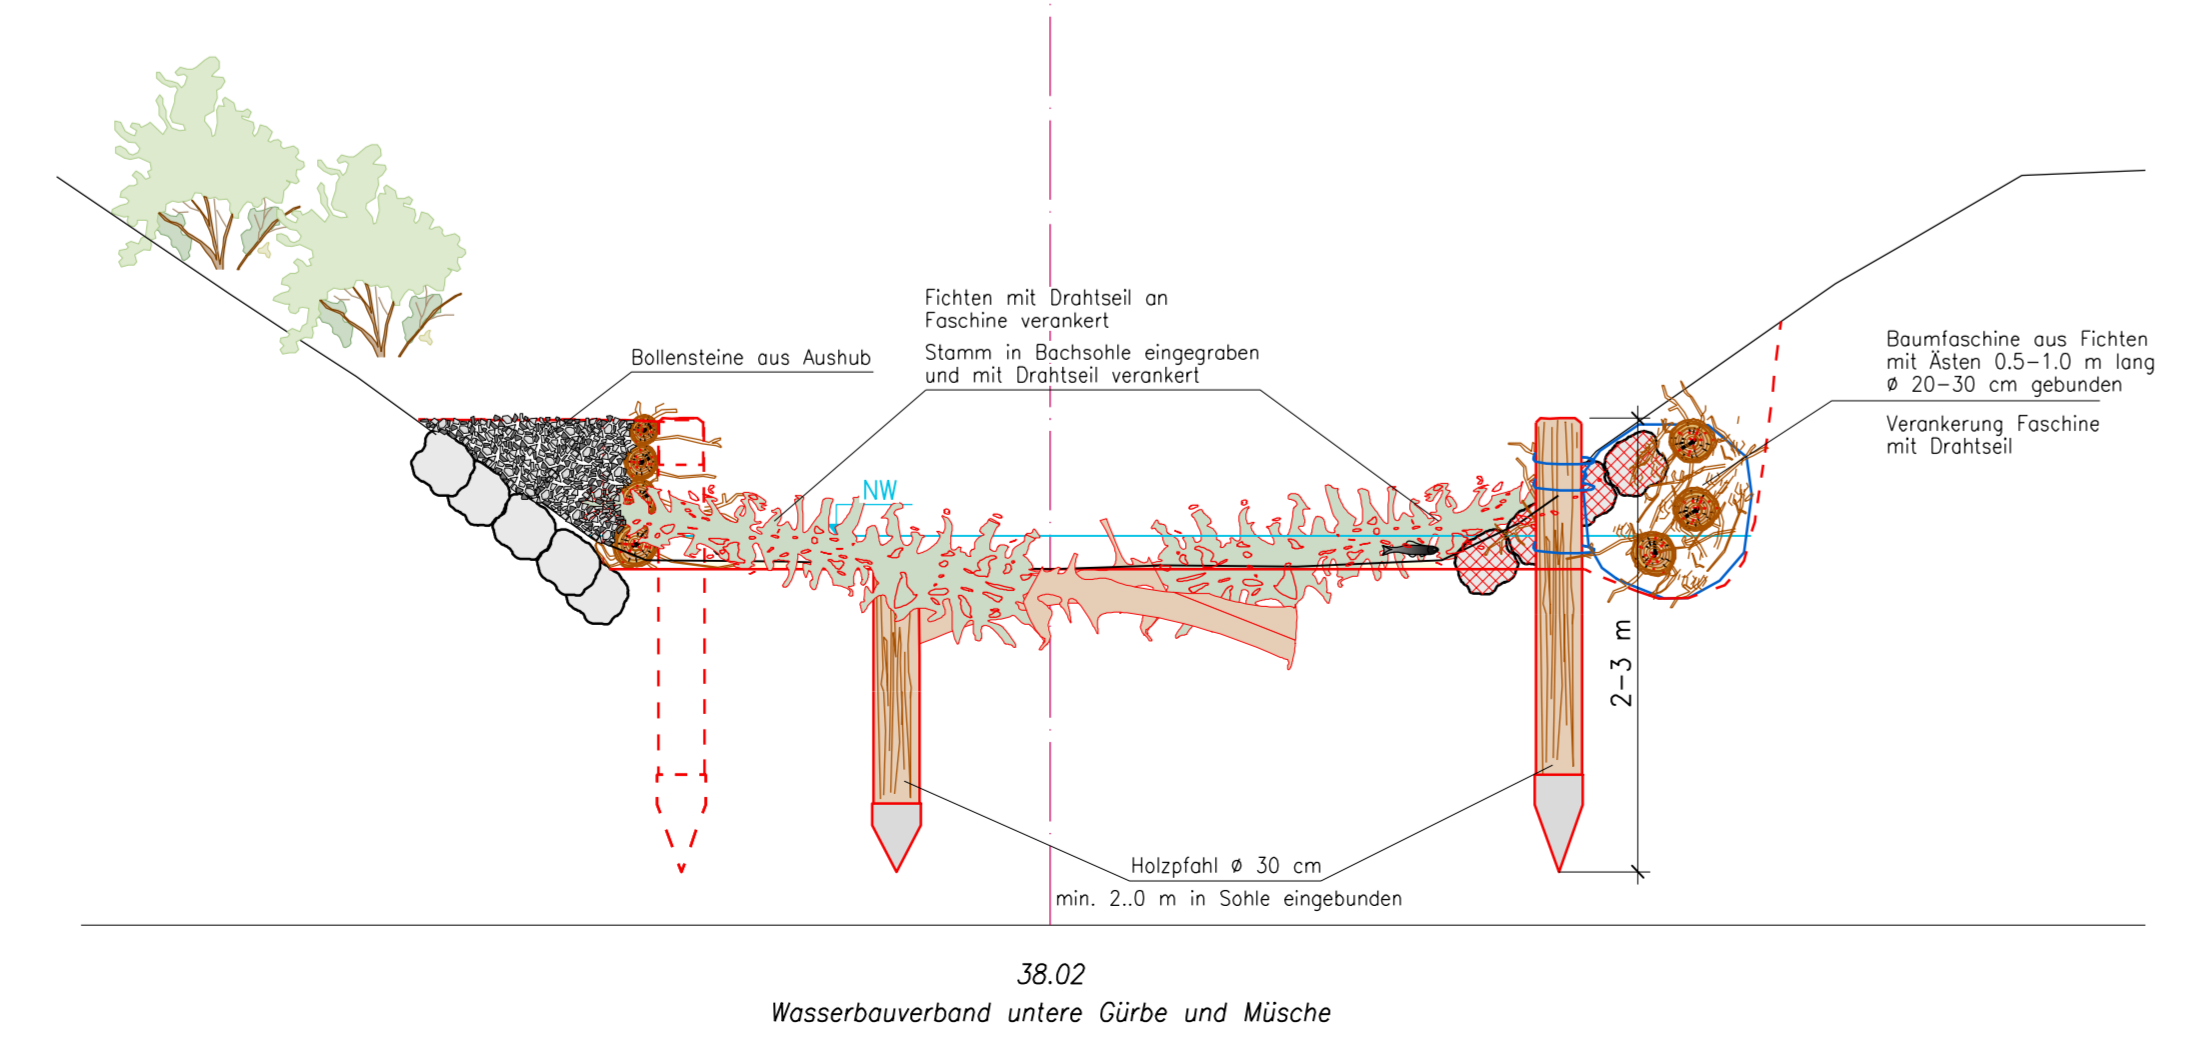 Fichten mit Drahtseil an
Faschine verankert
Stamm in Bachsohle eingegraben
und mit Drahtseil verankert
Bollensteine aus Aushub
Baumfaschine aus Fichten
mit Ästen 0.5-1.0 m lang
ø 20-30 cm gebunden
Verankerung Faschine
mit Drahtseil
NW
2-3 m
Holzpfahl ø 30 cm
min. 2..0 m in Sohle eingebunden
38.02
Wasserbauverband untere Gürbe und Müsche